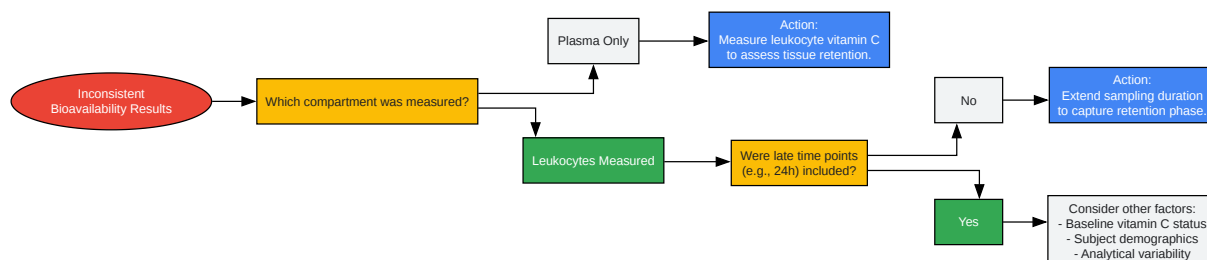 Inconsistent
Bioavailability Results
Which compartment was measured?
Plasma Only
Action:
Measure leukocyte vitamin C
to assess tissue retention.
Leukocytes Measured
Were late time points
(e.g., 24h) included?
No
Action:
Extend sampling duration
to capture retention phase.
Yes
Consider other factors:
- Baseline vitamin C status
- Subject demographics
- Analytical variability